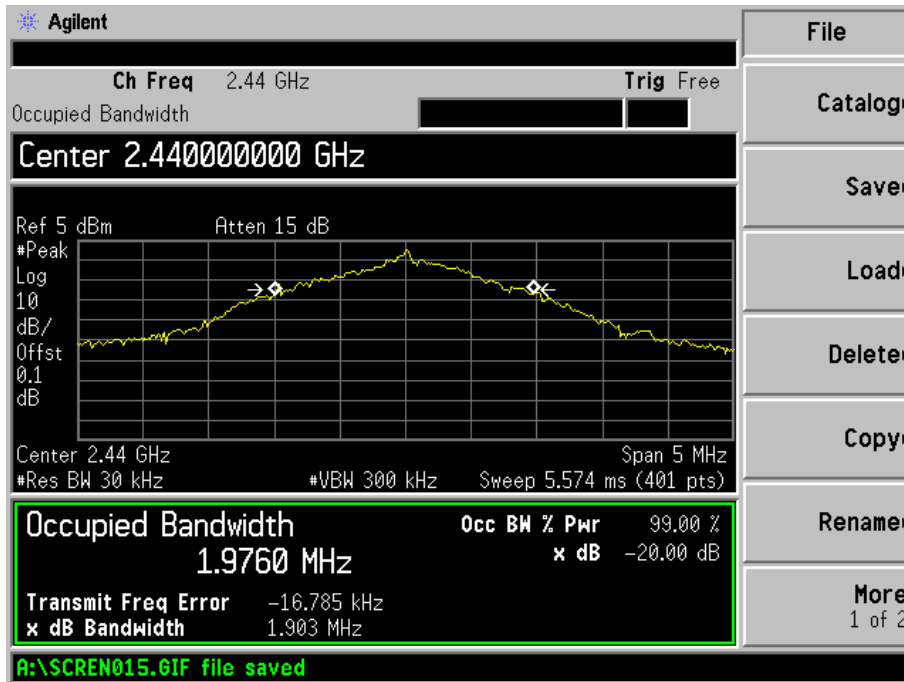 Agilent
File
Ch Freq 2.44 GHz Trig Free
Occupied Bandwidth
Catalog
Center 2.440000000 GHz
Save
Ref 5 dBm Atten 15 dB
#Peak
Log
10
dB/
Offst
0.1
dB
Load
Delete
Copy
Center 2.44 GHz Span 5 MHz
#Res BW 30 kHz #VBW 300 kHz Sweep 5.574 ms (401 pts)
Occupied Bandwidth
1.9760 MHz
Occ BW % Pwr 99.00 %
x dB -20.00 dB
Rename
Transmit Freq Error -16.785 kHz
x dB Bandwidth 1.903 MHz
More
1 of 2
A:\SCREN015.GIF file saved